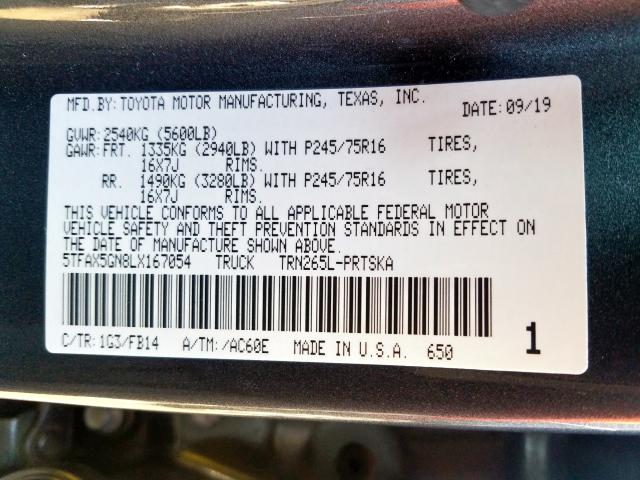 MFD.BY:TOYOTA MOTOR MANUFACTURING, TEXAS, INC. DATE:09/19
GVWR:2540KG (5600LB)
GAWR:FRT. 1335KG (2940LB) WITH P245/75R16 TIRES,
16X7J RIMS.
RR. 1490KG (3280LB) WITH P245/75R16 TIRES,
16X7J RIMS.
THIS VEHICLE CONFORMS TO ALL APPLICABLE FEDERAL MOTOR
VEHICLE SAFETY AND THEFT PREVENTION STANDARDS IN EFFECT ON
THE DATE OF MANUFACTURE SHOWN ABOVE.
5TFAX5GN8LX167054 TRUCK TRN265L-PRTSKA
C/TR:1G3/FB14 A/TM:/AC60E MADE IN U.S.A. 650 1